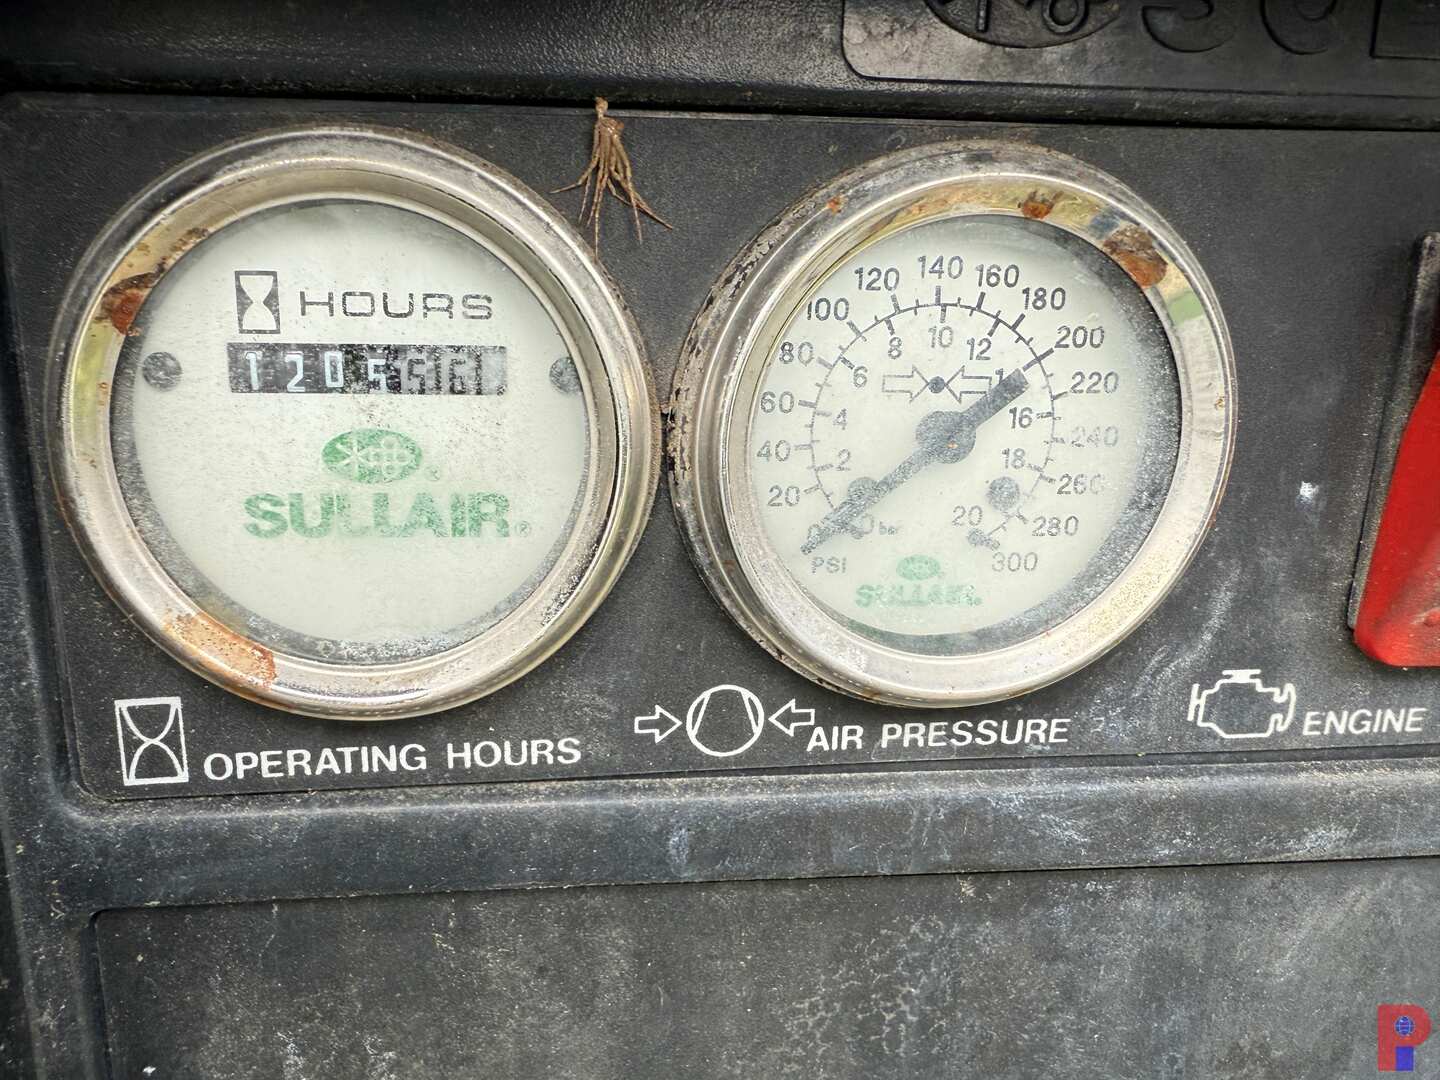 HOURS
SULLAIR®
0 20 40 60 80 100 120 140 160 180 200 220 240 260 280 300
2 4 6 8 10 12 16 18 20
bar
PSI
SULLAIR®
OPERATING HOURS
AIR PRESSURE
ENGINE